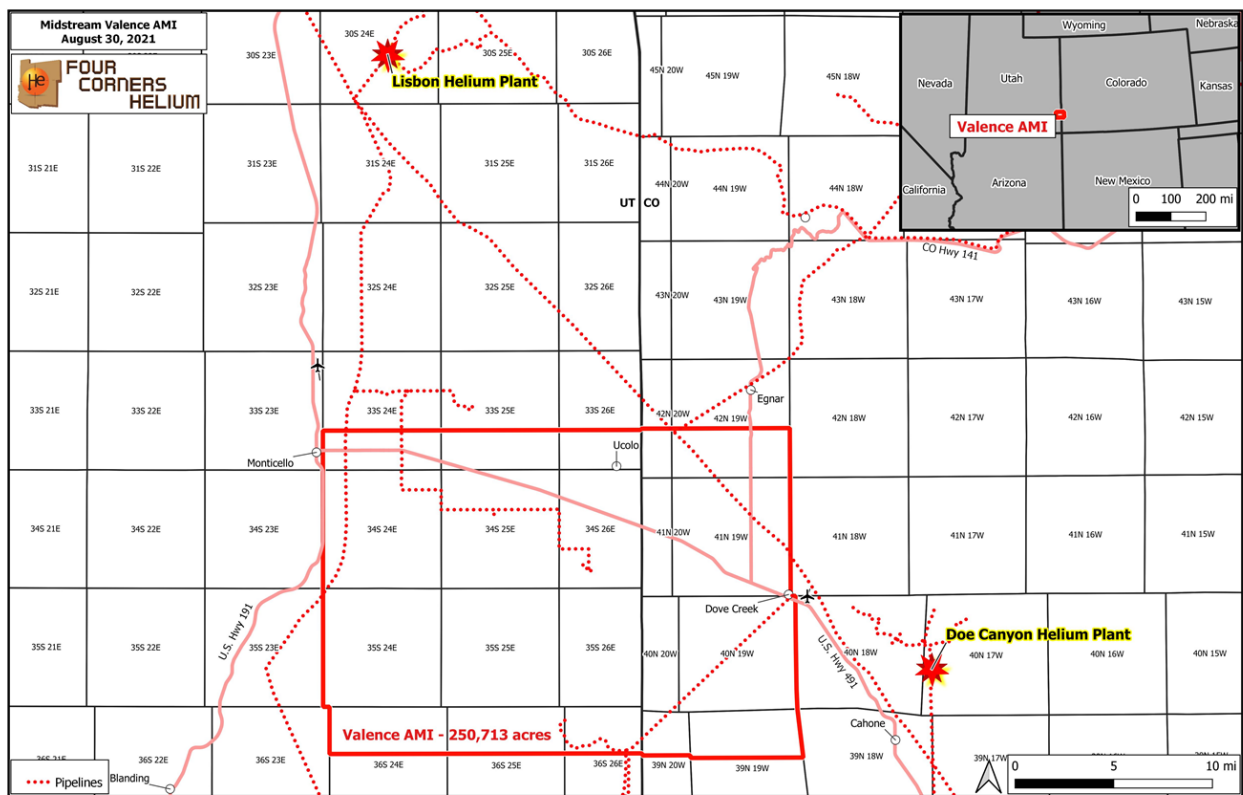 Midstream Valence AMI
August 30, 2021
He
FOUR
CORNERS
HELIUM
30S 23E
30S 24E
30S 25E
30S 26E
45N 20W
45N 19W
45N 18W
Lisbon Helium Plant
Wyoming
Nebraska
Nevada
Utah
Colorado
Kansas
Valence AMI
California
Arizona
New Mexico
0 100 200 mi
31S 21E
31S 22E
31S 23E
31S 24E
31S 25E
31S 26E
44N 20W
44N 19W
44N 18W
UT CO
CO Hwy 141
32S 21E
32S 22E
32S 23E
32S 24E
32S 25E
32S 26E
43N 20W
43N 19W
43N 18W
43N 17W
43N 16W
43N 15W
Egnar
33S 21E
33S 22E
33S 23E
33S 24E
33S 25E
33S 26E
42N 20W
42N 19W
42N 18W
42N 17W
42N 16W
42N 15W
Monticello
Ucolo
34S 21E
34S 22E
34S 23E
34S 24E
34S 25E
34S 26E
41N 20W
41N 19W
41N 18W
41N 17W
41N 16W
41N 15W
Dove Creek
U.S. Hwy 191
U.S. Hwy 491
Doe Canyon Helium Plant
35S 21E
35S 22E
35S 23E
35S 24E
35S 25E
35S 26E
40N 20W
40N 19W
40N 18W
40N 17W
40N 16W
40N 15W
Valence AMI - 250,713 acres
Cahone
36S 22E
36S 23E
36S 24E
36S 25E
36S 26E
39N 20W
39N 19W
39N 18W
39N 17W
Pipelines
Blanding
0 5 10 mi